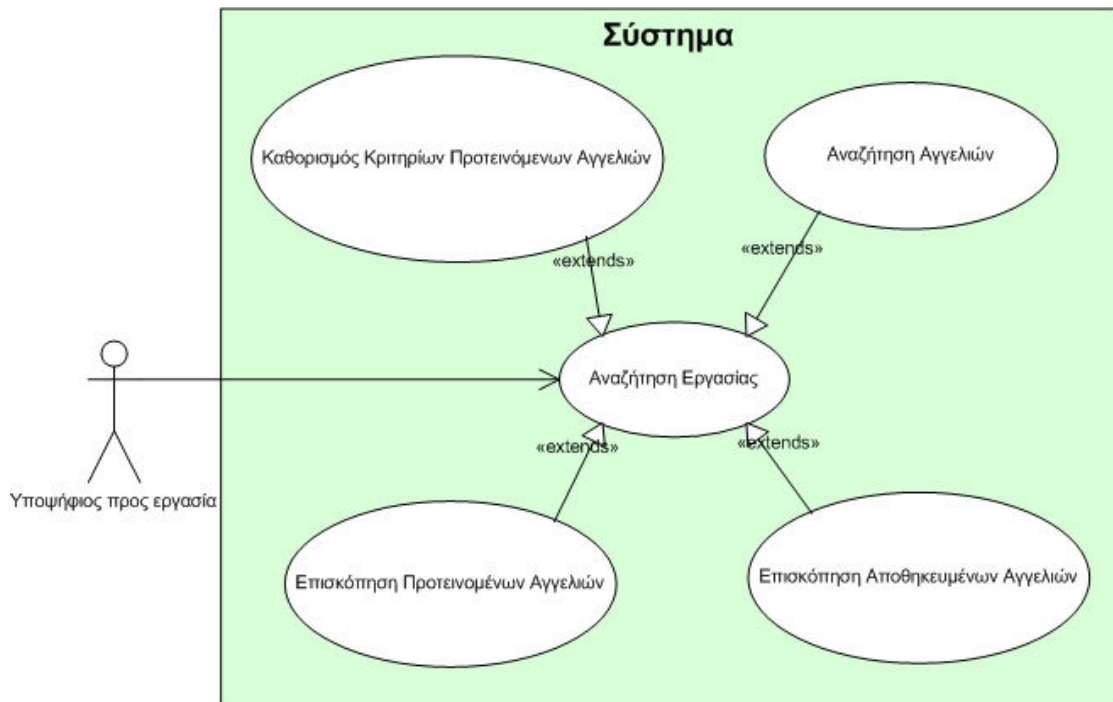 Σύστημα
Καθορισμός Κριτηρίων Προτεινόμενων Αγγελιών
Αναζήτηση Αγγελιών
«extends»
«extends»
Αναζήτηση Εργασίας
«extends»
«extends»
Υποψήφιος προς εργασία
Επισκόπηση Προτεινομένων Αγγελιών
Επισκόπηση Αποθηκευμένων Αγγελιών